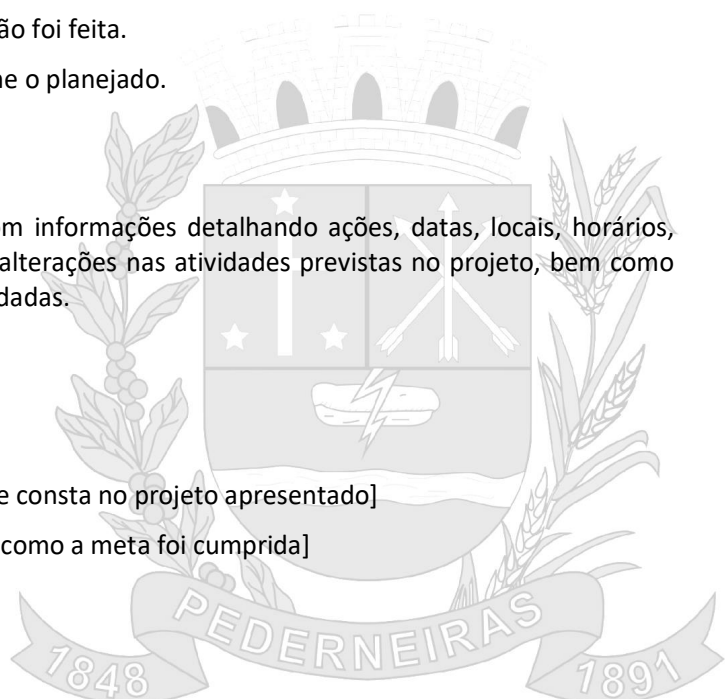 ão foi feita.
e o planejado.
m informações detalhando ações, datas, locais, horários,
alterações nas atividades previstas no projeto, bem como
dadas.
e consta no projeto apresentado]
como a meta foi cumprida]
PEDERNEIRAS
1848
1891